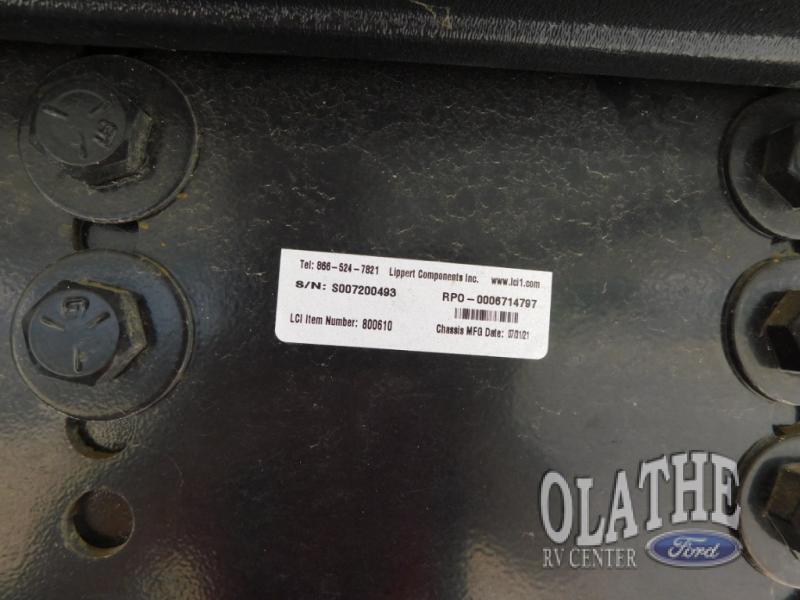 Tel: 866-524-7821 Lippert Components Inc. www.lci1.com
S/N: S007200493 RPO-0006714797
LCI Item Number: 800610 Chassis MFG Date: 07/01/21
OLATHE
RV CENTER Ford